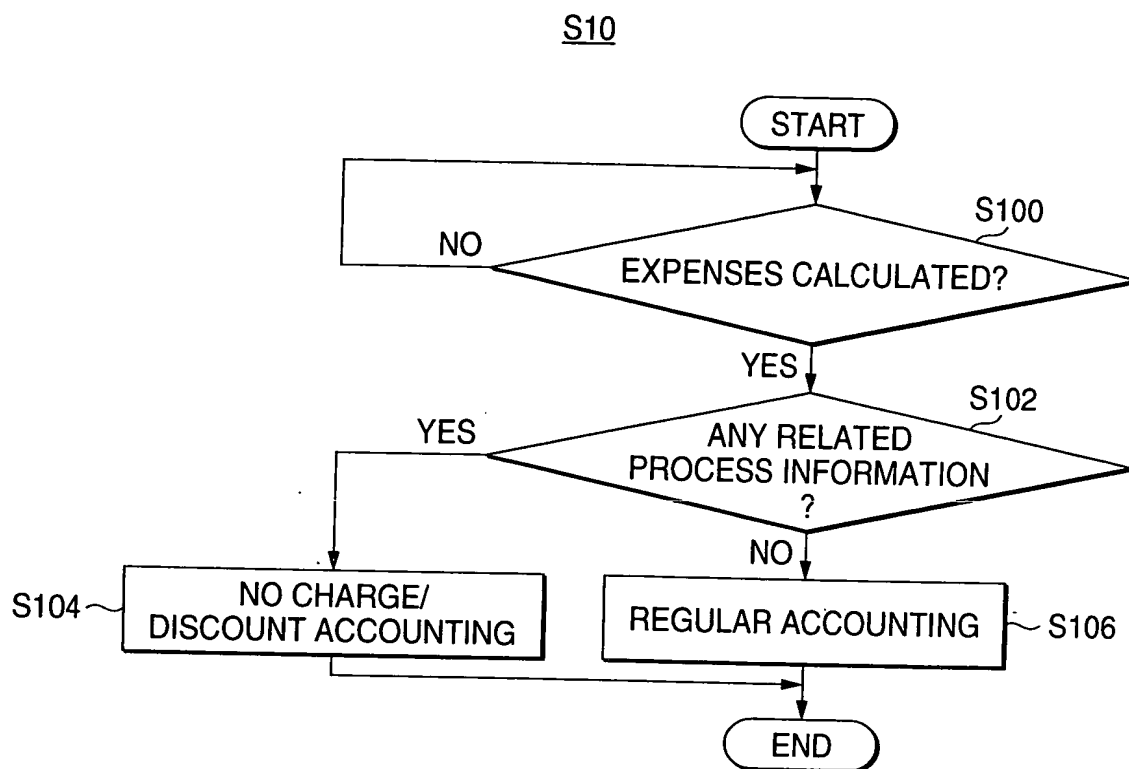 S10
START
S100
NO
EXPENSES CALCULATED?
YES
S102
YES
ANY RELATED
PROCESS INFORMATION
?
NO
S104
NO CHARGE/
DISCOUNT ACCOUNTING
REGULAR ACCOUNTING
S106
END